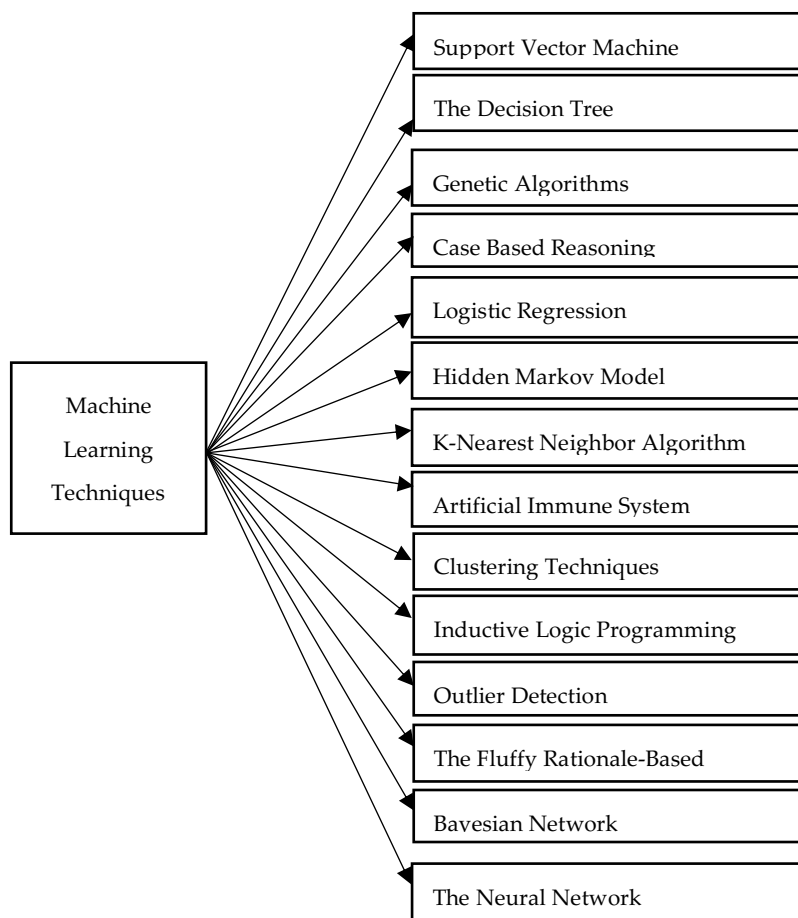 Support Vector Machine
The Decision Tree
Genetic Algorithms
Case Based Reasoning
Logistic Regression
Hidden Markov Model
Machine
Learning
Techniques
K-Nearest Neighbor Algorithm
Artificial Immune System
Clustering Techniques
Inductive Logic Programming
Outlier Detection
The Fluffy Rationale-Based
Bayesian Network
The Neural Network